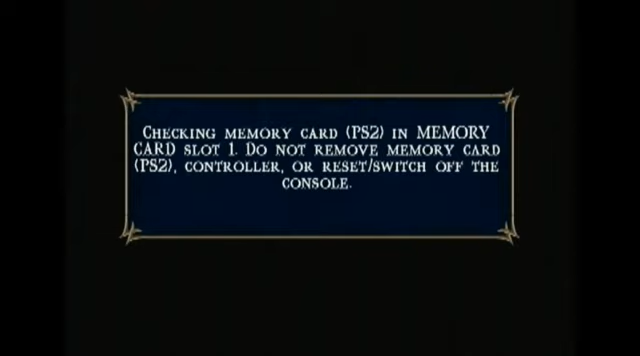 Checking memory card (PS2) in MEMORY
CARD slot 1. Do not remove memory card
(PS2), controller, or reset/switch off the
console.